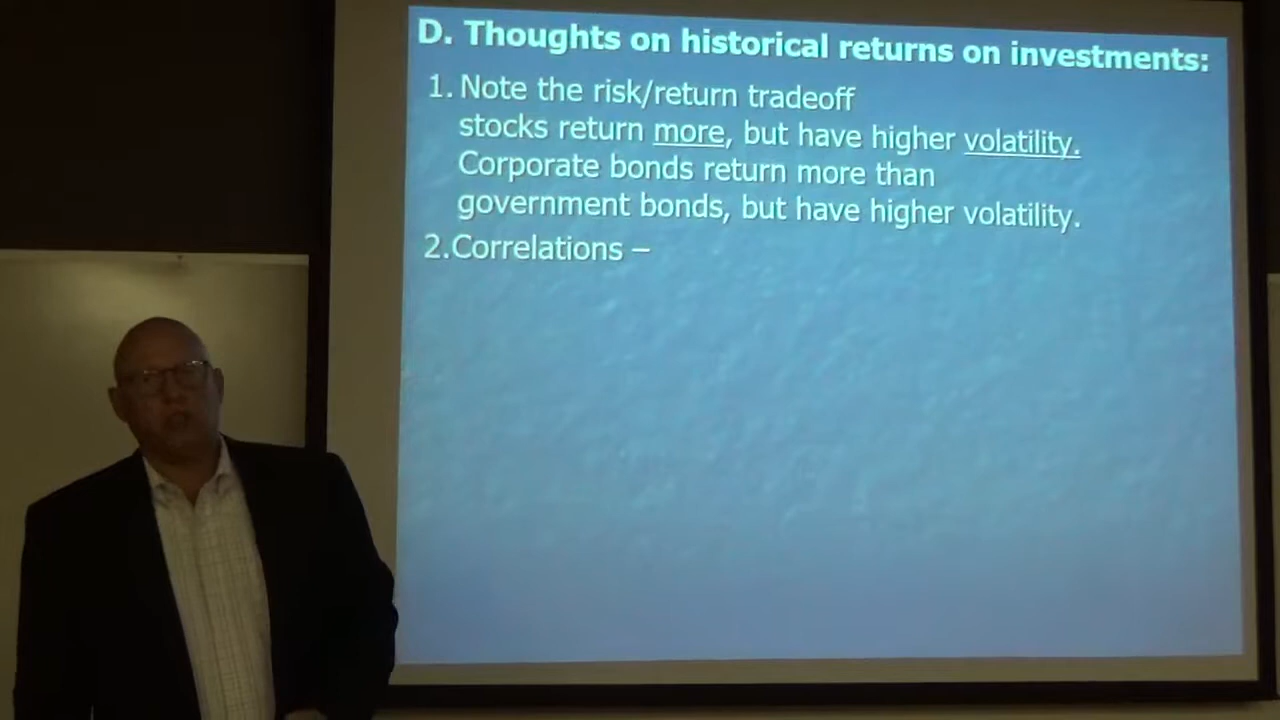 D. Thoughts on historical returns on investments:
1. Note the risk/return tradeoff
stocks return more, but have higher volatility.
Corporate bonds return more than
government bonds, but have higher volatility.
2.Correlations –